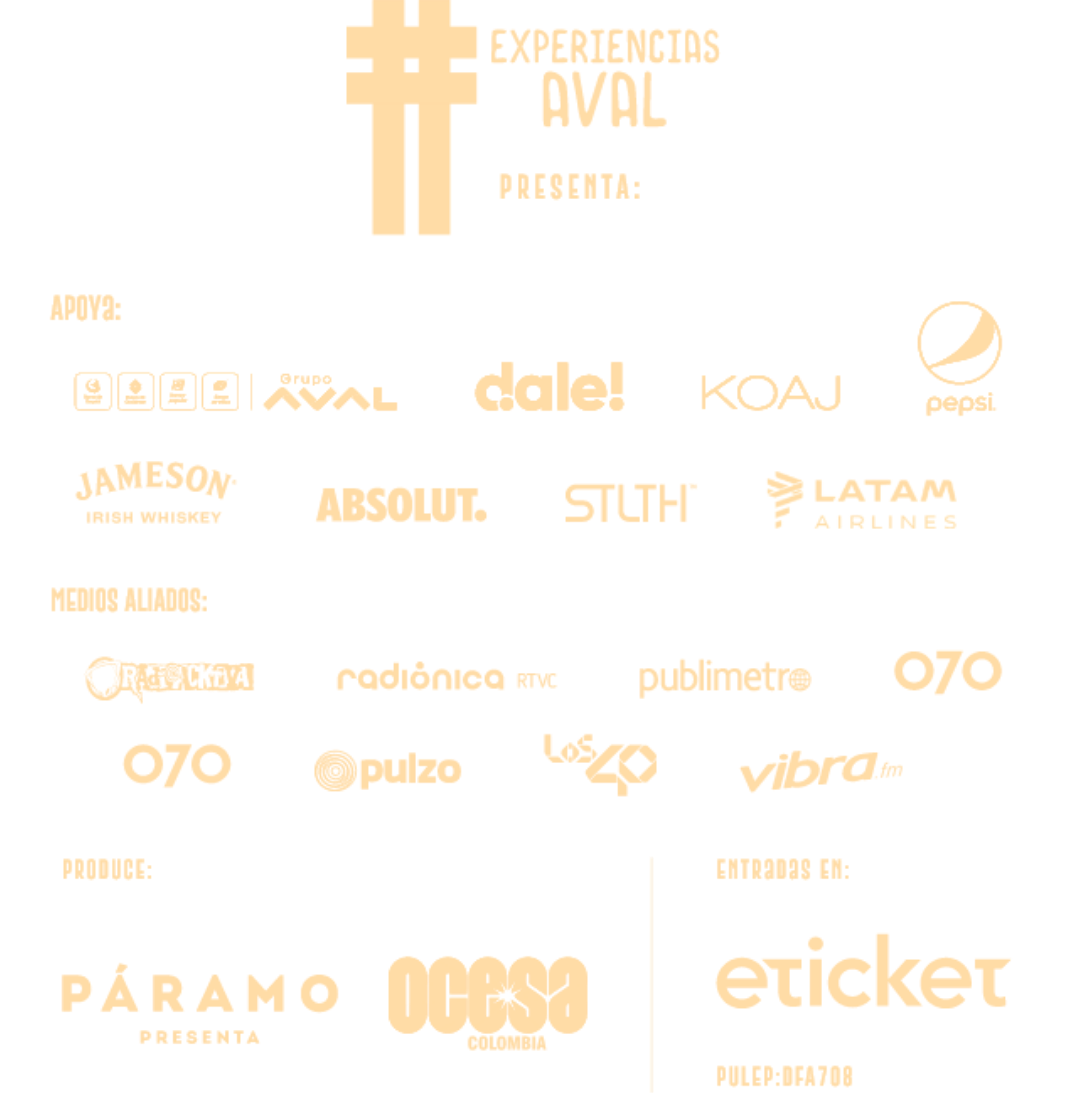 EXPERIENCIAS
AVAL
PRESENTA:
APOYA:
Grupo
AVAL
dale!
KOAJ
pepsi.
JAMESON
IRISH WHISKEY
ABSOLUT.
STLTH™
LATAM
AIRLINES
MEDIOS ALIADOS:
radiónica RTVC
publimetro
070
070
pulzo
LOS 40
vibra.fm
PRODUCE:
ENTRADAS EN:
PÁRAMO
PRESENTA
OCESA
COLOMBIA
eticket
PULEP:DFA708